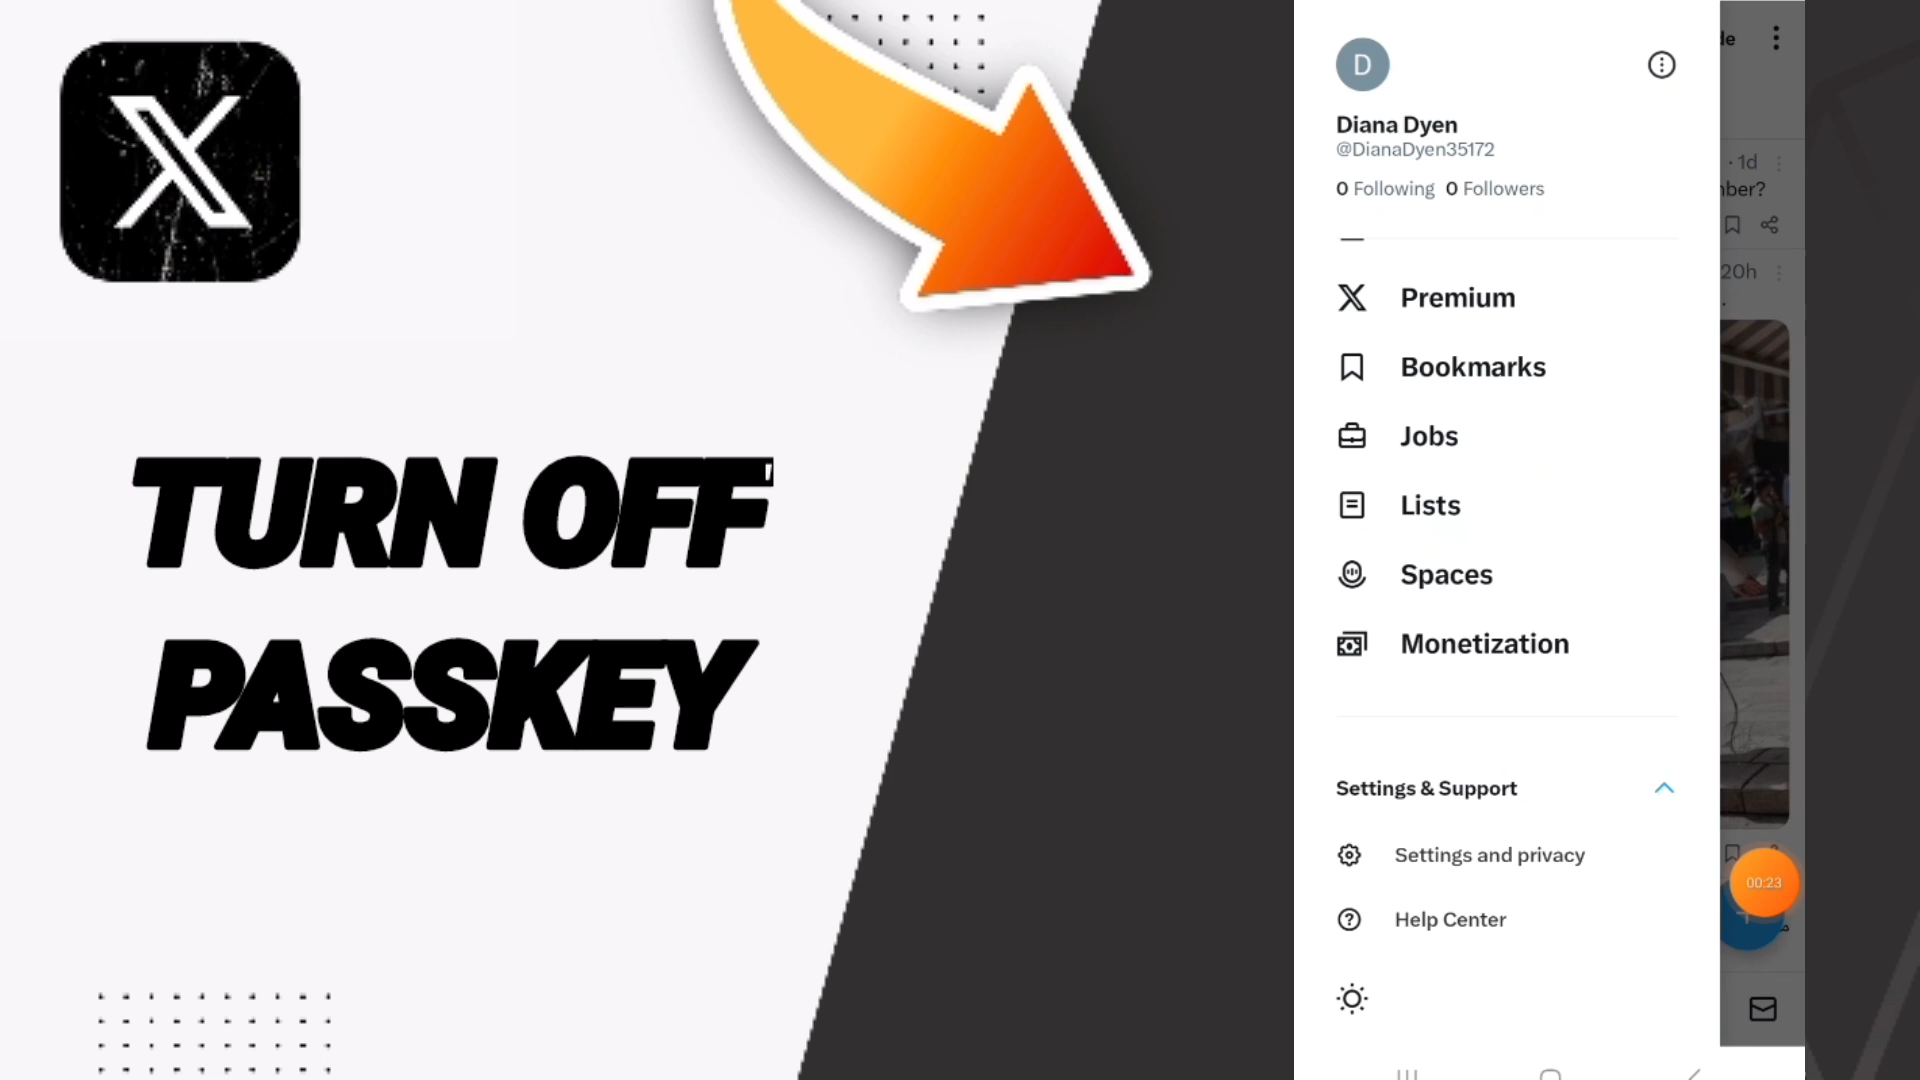 TURN OFF
PASSKEY
D
Diana Dyen
@DianaDyen35172
0 Following 0 Followers
Premium
Bookmarks
Jobs
Lists
Spaces
Monetization
Settings & Support
Settings and privacy
Help Center
· 1d
20h
00:23